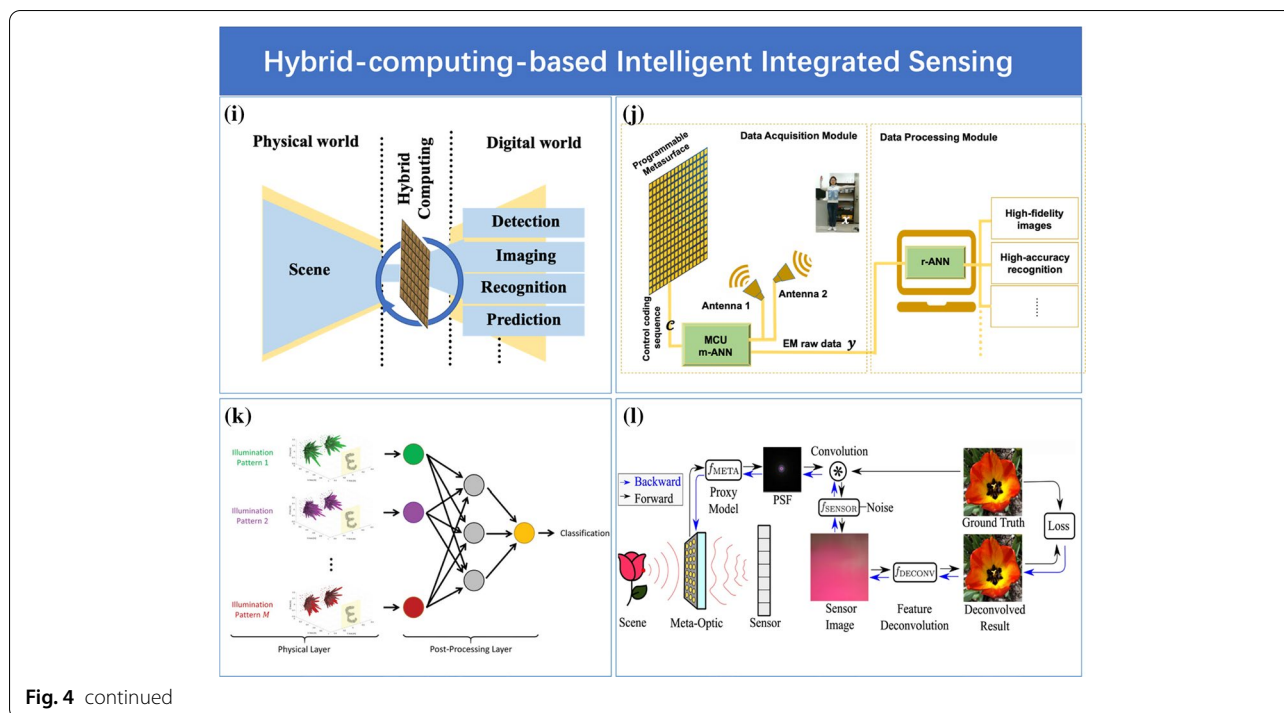 Hybrid-computing-based Intelligent Integrated Sensing
(i)
Physical world
Hybrid
Computing
Digital world
Scene
Detection
Imaging
Recognition
Prediction
(j)
Data Acquisition Module
Data Processing Module
Programmable
Metasurface
Antenna 1
Antenna 2
Control coding
sequence
C
MCU
m-ANN
EM raw data y
r-ANN
High-fidelity
images
High-accuracy
recognition
(k)
Illumination
Pattern 1
Illumination
Pattern 2
Illumination
Pattern M
Classification
Physical Layer
Post-Processing Layer
(l)
Backward
Forward
fMETA
Proxy
Model
PSF
Convolution
fSENSOR
Noise
Ground Truth
Loss
fDECONV
Scene
Meta-Optic
Sensor
Sensor
Image
Feature
Deconvolution
Deconvolved
Result
Fig. 4 continued